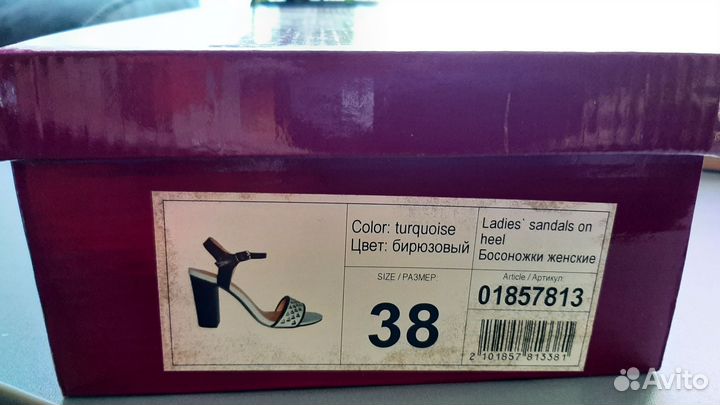 Color: turquoise
Цвет: бирюзовый
SIZE / РАЗМЕР:
38
Ladies` sandals on
heel
Босоножки женские
Article / Артикул:
01857813
2 101857 813381
Avito